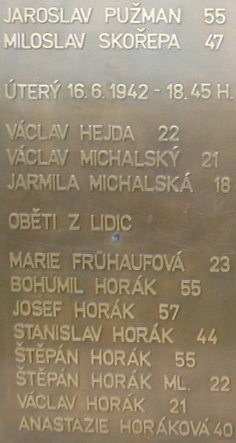 JAROSLAV PUŽMAN 55
MILOSLAV SKOŘEPA 47
ÚTERÝ 16.6.1942 - 18.45 H.
VÁCLAV HEJDA 22
VÁCLAV MICHALSKÝ 21
JARMILA MICHALSKÁ 18
OBĚTI Z LIDIC
MARIE FRÜHAUFOVÁ 23
BOHUMIL HORÁK 55
JOSEF HORÁK 57
STANISLAV HORÁK 44
ŠTĚPÁN HORÁK 55
ŠTĚPÁN HORÁK ML. 22
VÁCLAV HORÁK 21
ANASTAZIE HORÁKOVÁ 40